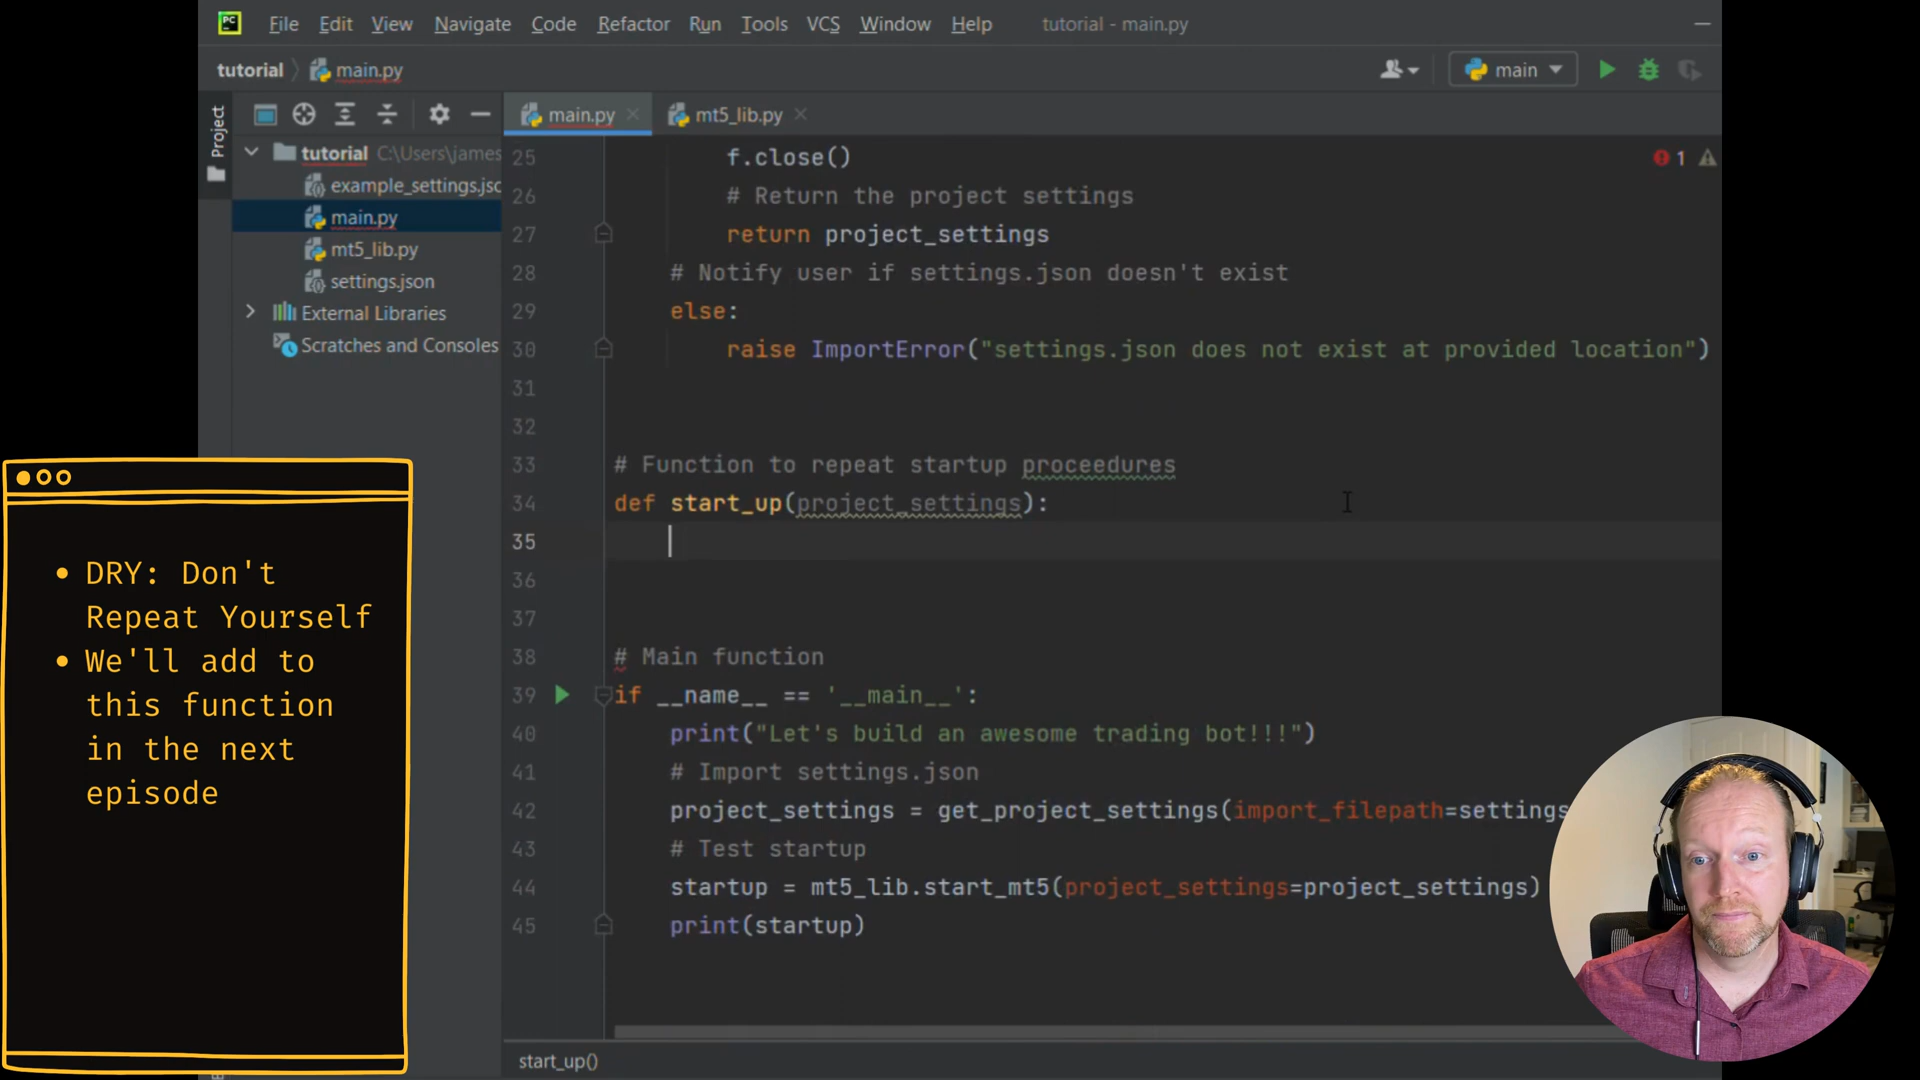 PC File Edit View Navigate Code Refactor Run Tools VCS Window Help tutorial - main.py
tutorial main.py main
Project
main.py mt5_lib.py
tutorial C:\Users\james
example_settings.jsc
main.py
mt5_lib.py
settings.json
External Libraries
Scratches and Consoles
1
25 f.close()
26 # Return the project settings
27 return project_settings
28 # Notify user if settings.json doesn't exist
29 else:
30 raise ImportError("settings.json does not exist at provided location")
31
32
33 # Function to repeat startup proceedures
34 def start_up(project_settings):
35
36
37
38 # Main function
39 if __name__ == '__main__':
40 print("Let's build an awesome trading bot!!!")
41 # Import settings.json
42 project_settings = get_project_settings(import_filepath=settings
43 # Test startup
44 startup = mt5_lib.start_mt5(project_settings=project_settings)
45 print(startup)
start_up()
• DRY: Don't
Repeat Yourself
• We'll add to
this function
in the next
episode